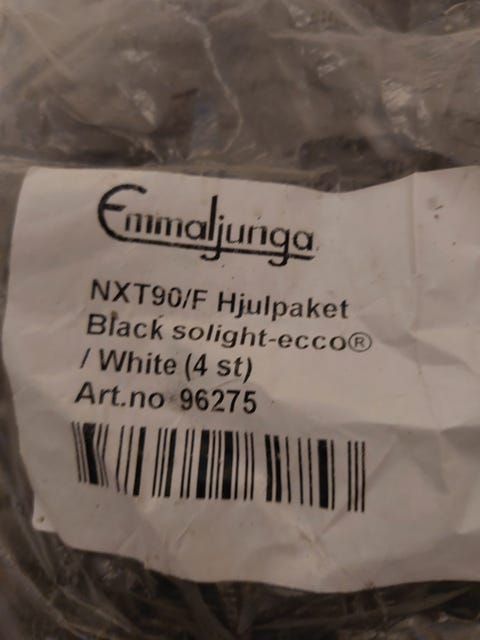 Emmaljunga
NXT90/F Hjulpaket
Black solight-ecco®
/ White (4 st)
Art.no 96275